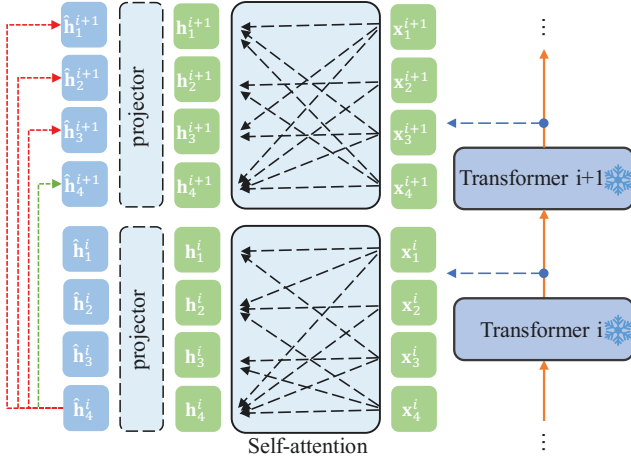 ĥ₁ⁱ⁺¹ projector h₁ⁱ⁺¹ x₁ⁱ⁺¹ ...
ĥ₂ⁱ⁺¹ h₂ⁱ⁺¹ x₂ⁱ⁺¹
ĥ₃ⁱ⁺¹ h₃ⁱ⁺¹ x₃ⁱ⁺¹
ĥ₄ⁱ⁺¹ h₄ⁱ⁺¹ x₄ⁱ⁺¹ Transformer i+1
ĥ₁ⁱ projector h₁ⁱ x₁ⁱ
ĥ₂ⁱ h₂ⁱ x₂ⁱ
ĥ₃ⁱ h₃ⁱ x₃ⁱ Transformer i
ĥ₄ⁱ h₄ⁱ x₄ⁱ
Self-attention ...